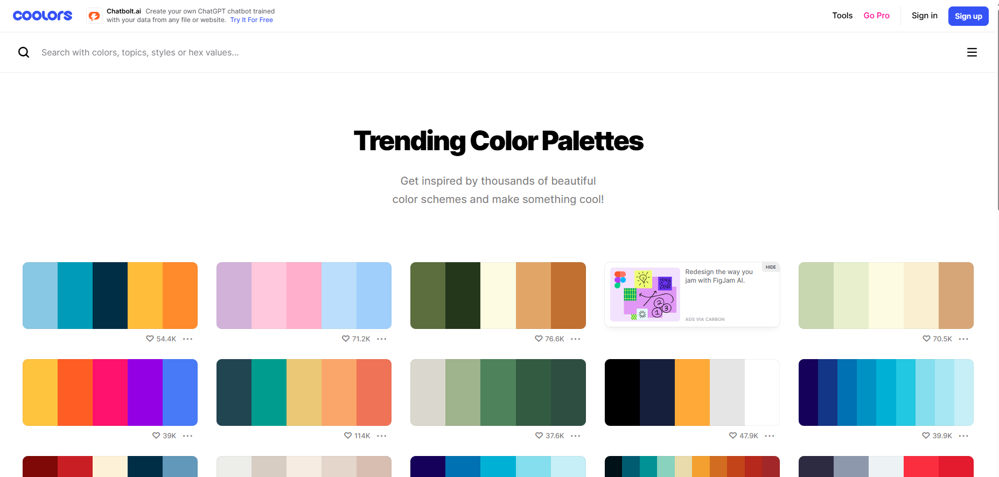 coolors
Chatbolt.ai Create your own ChatGPT chatbot trained
with your data from any file or website. Try It For Free
Tools Go Pro Sign in Sign up
Search with colors, topics, styles or hex values...
Trending Color Palettes
Get inspired by thousands of beautiful
color schemes and make something cool!
HIDE
Redesign the way you
jam with FigJam AI.
2
3
1
ADS VIA CARBON
54.4K
71.2K
76.6K
70.5K
39K
114K
37.6K
47.9K
39.9K